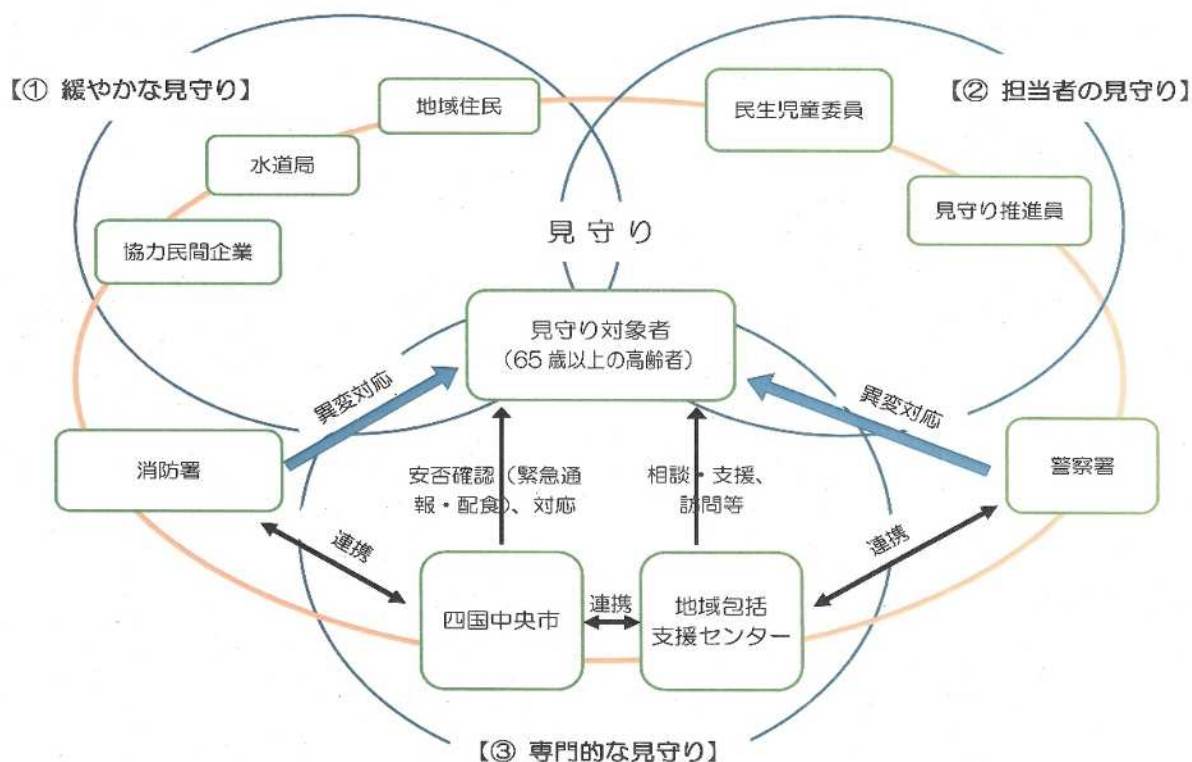 【① 緩やかな見守り】
【② 担当者の見守り】
地域住民
民生児童委員
水道局
見守り推進員
協力民間企業
見守り
見守り対象者
(65歳以上の高齢者)
異変対応
異変対応
消防署
警察署
安否確認（緊急通
報・配食）、対応
相談・支援、
訪問等
連携
連携
四国中央市
連携
地域包括
支援センター
【③ 専門的な見守り】